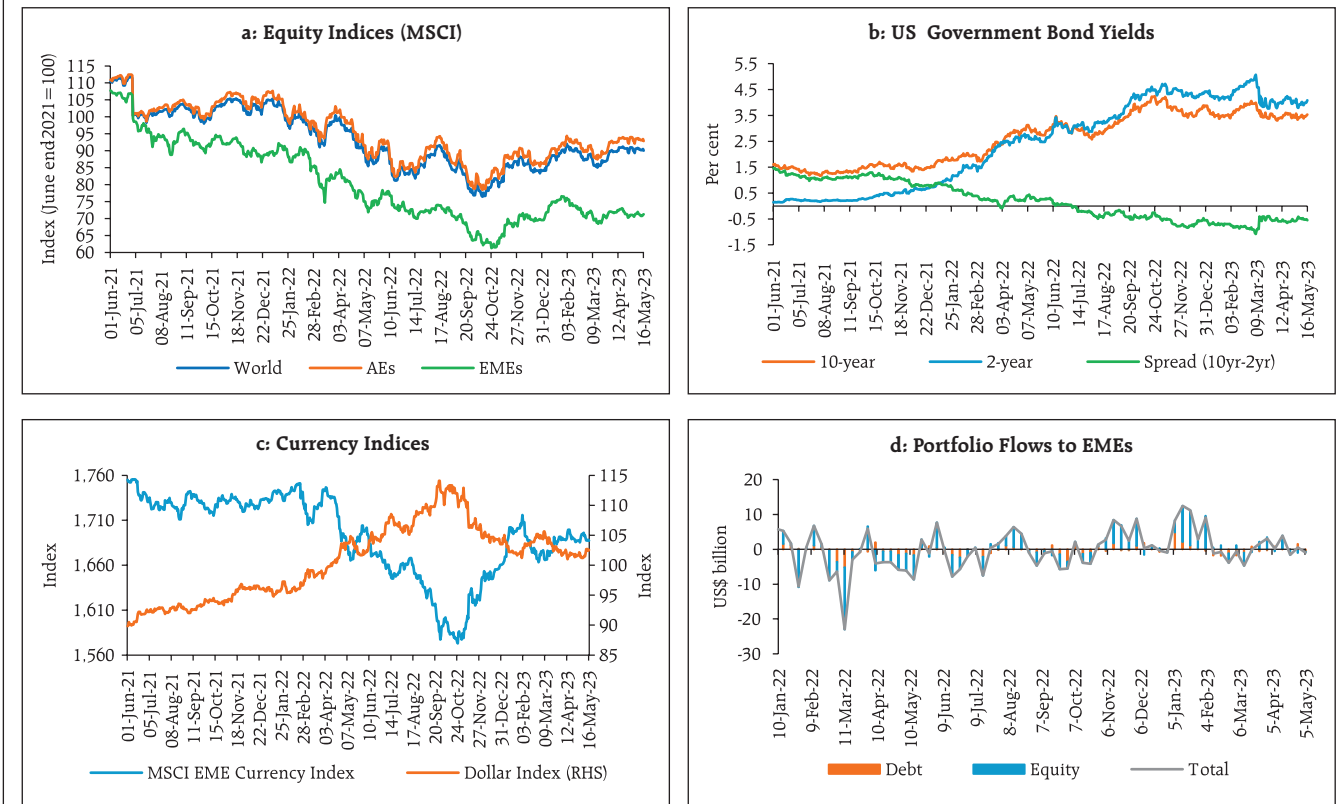 a: Equity Indices (MSCI)
Index (June end2021=100)
115
110
105
100
95
90
85
80
75
70
65
60
01-Jun-21
05-Jul-21
08-Aug-21
11-Sep-21
15-Oct-21
18-Nov-21
22-Dec-21
25-Jan-22
28-Feb-22
03-Apr-22
07-May-22
10-Jun-22
14-Jul-22
17-Aug-22
20-Sep-22
24-Oct-22
27-Nov-22
31-Dec-22
03-Feb-23
09-Mar-23
12-Apr-23
16-May-23
World AEs EMEs
b: US Government Bond Yields
Per cent
5.5
4.5
3.5
2.5
1.5
0.5
-0.5
-1.5
01-Jun-21
05-Jul-21
08-Aug-21
11-Sep-21
15-Oct-21
18-Nov-21
22-Dec-21
25-Jan-22
28-Feb-22
03-Apr-22
07-May-22
10-Jun-22
14-Jul-22
17-Aug-22
20-Sep-22
24-Oct-22
27-Nov-22
31-Dec-22
03-Feb-23
09-Mar-23
12-Apr-23
16-May-23
10-year 2-year Spread (10yr-2yr)
c: Currency Indices
Index
1,760
1,710
1,660
1,610
1,560
115
110
105
100
95
90
85
Index
01-Jun-21
05-Jul-21
08-Aug-21
11-Sep-21
15-Oct-21
18-Nov-21
22-Dec-21
25-Jan-22
28-Feb-22
03-Apr-22
07-May-22
10-Jun-22
14-Jul-22
17-Aug-22
20-Sep-22
24-Oct-22
27-Nov-22
31-Dec-22
03-Feb-23
09-Mar-23
12-Apr-23
16-May-23
MSCI EME Currency Index Dollar Index (RHS)
d: Portfolio Flows to EMEs
US$ billion
20
10
0
-10
-20
-30
10-Jan-22
9-Feb-22
11-Mar-22
10-Apr-22
10-May-22
9-Jun-22
9-Jul-22
8-Aug-22
7-Sep-22
7-Oct-22
6-Nov-22
6-Dec-22
5-Jan-23
4-Feb-23
6-Mar-23
5-Apr-23
5-May-23
Debt Equity Total